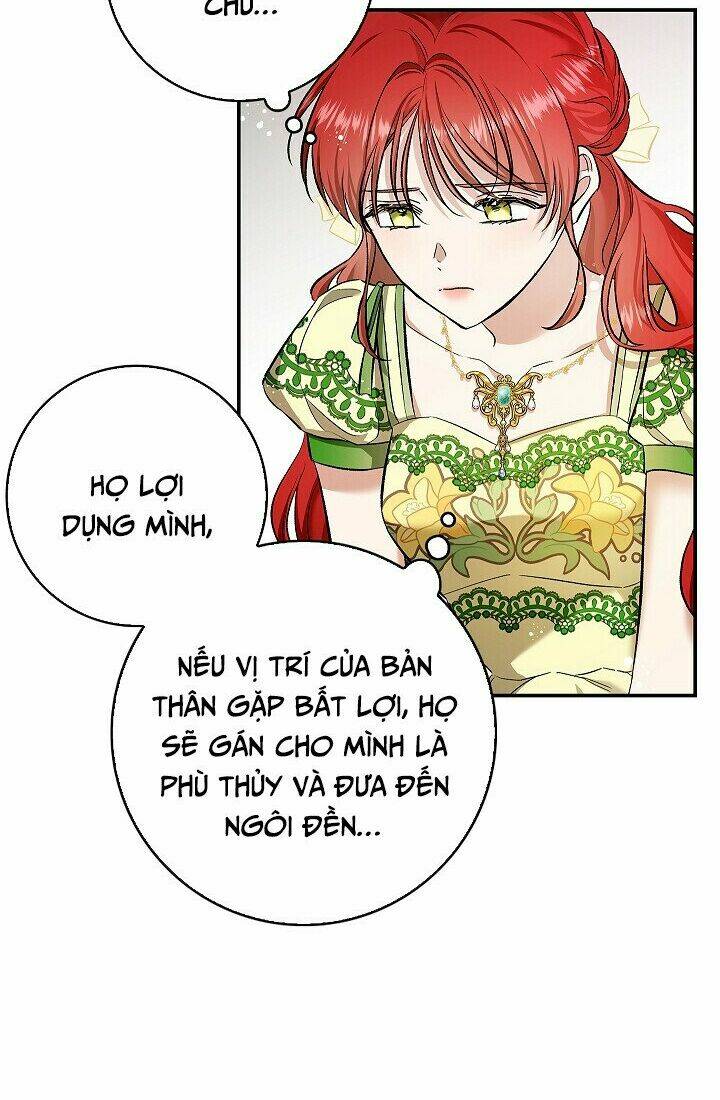 HỌ LỢI
DỤNG MÌNH,
NẾU VỊ TRÍ CỦA BẢN
THÂN GẶP BẤT LỢI, HỌ
SẼ GÁN CHO MÌNH LÀ
PHÙ THỦY VÀ ĐƯA ĐẾN
NGÔI ĐỀN...